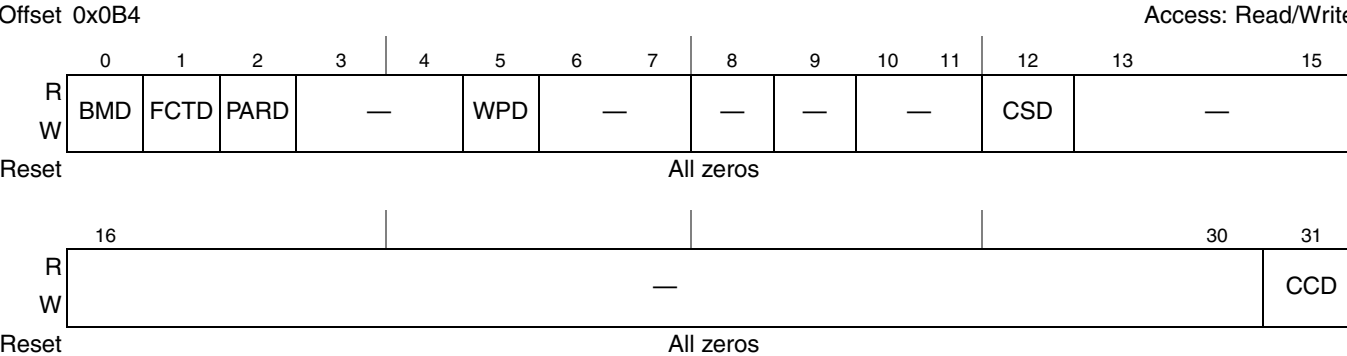 Offset 0x0B4 Access: Read/Write
0 1 2 3 4 5 6 7 8 9 10 11 12 13 15
R
BMD FCTD PARD — WPD — — — — CSD —
W
Reset All zeros
16 30 31
R
— CCD
W
Reset All zeros